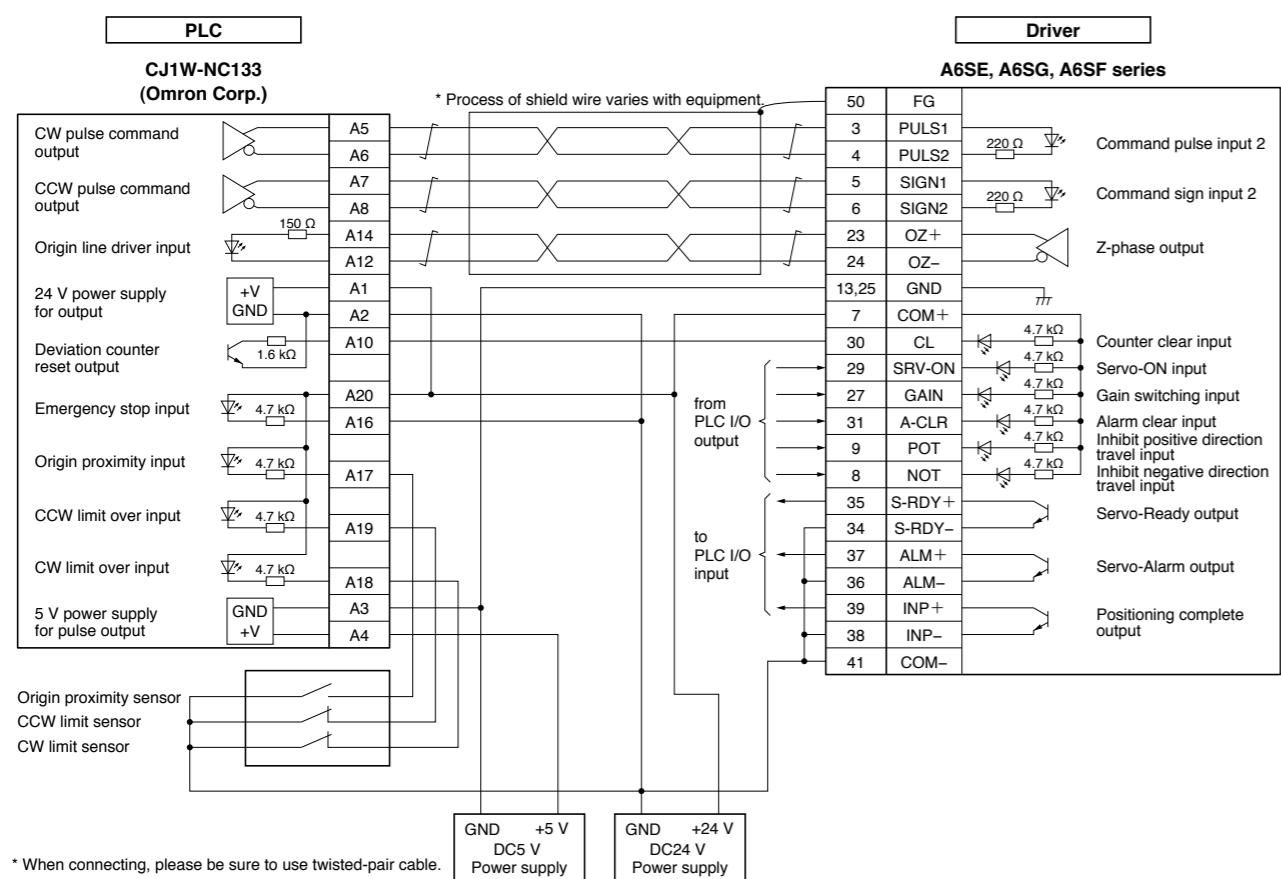 PLC
Driver
CJ1W-NC133
(Omron Corp.)
A6SE, A6SG, A6SF series
* Process of shield wire varies with equipment.
CW pulse command
output
CCW pulse command
output
150 Ω
Origin line driver input
24 V power supply
for output
+V
GND
Deviation counter
reset output
1.6 kΩ
Emergency stop input
4.7 kΩ
Origin proximity input
4.7 kΩ
CCW limit over input
4.7 kΩ
CW limit over input
4.7 kΩ
5 V power supply
for pulse output
GND
+V
A5
A6
A7
A8
A14
A12
A1
A2
A10
A20
A16
A17
A19
A18
A3
A4
from
PLC I/O
output
to
PLC I/O
input
50 FG
3 PULS1
4 PULS2
5 SIGN1
6 SIGN2
23 OZ+
24 OZ−
13,25 GND
7 COM+
30 CL
29 SRV-ON
27 GAIN
31 A-CLR
9 POT
8 NOT
35 S-RDY+
34 S-RDY−
37 ALM+
36 ALM−
39 INP+
38 INP−
41 COM−
220 Ω
Command pulse input 2
220 Ω
Command sign input 2
Z-phase output
4.7 kΩ
Counter clear input
4.7 kΩ
Servo-ON input
4.7 kΩ
Gain switching input
4.7 kΩ
Alarm clear input
4.7 kΩ
Inhibit positive direction
travel input
4.7 kΩ
Inhibit negative direction
travel input
Servo-Ready output
Servo-Alarm output
Positioning complete
output
Origin proximity sensor
CCW limit sensor
CW limit sensor
GND +5 V
DC5 V
Power supply
GND +24 V
DC24 V
Power supply
* When connecting, please be sure to use twisted-pair cable.